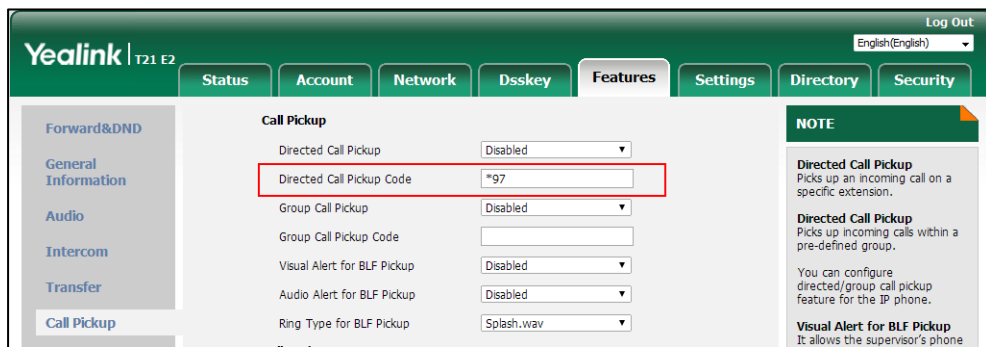 Log Out
Yealink | T21 E2
English(English)
Status Account Network Dsskey Features Settings Directory Security
Forward&DND
General
Information
Audio
Intercom
Transfer
Call Pickup
Call Pickup
Directed Call Pickup Disabled
Directed Call Pickup Code *97
Group Call Pickup Disabled
Group Call Pickup Code
Visual Alert for BLF Pickup Disabled
Audio Alert for BLF Pickup Disabled
Ring Type for BLF Pickup Splash.wav
NOTE
Directed Call Pickup
Picks up an incoming call on a
specific extension.
Directed Call Pickup
Picks up incoming calls within a
pre-defined group.
You can configure
directed/group call pickup
feature for the IP phone.
Visual Alert for BLF Pickup
It allows the supervisor's phone